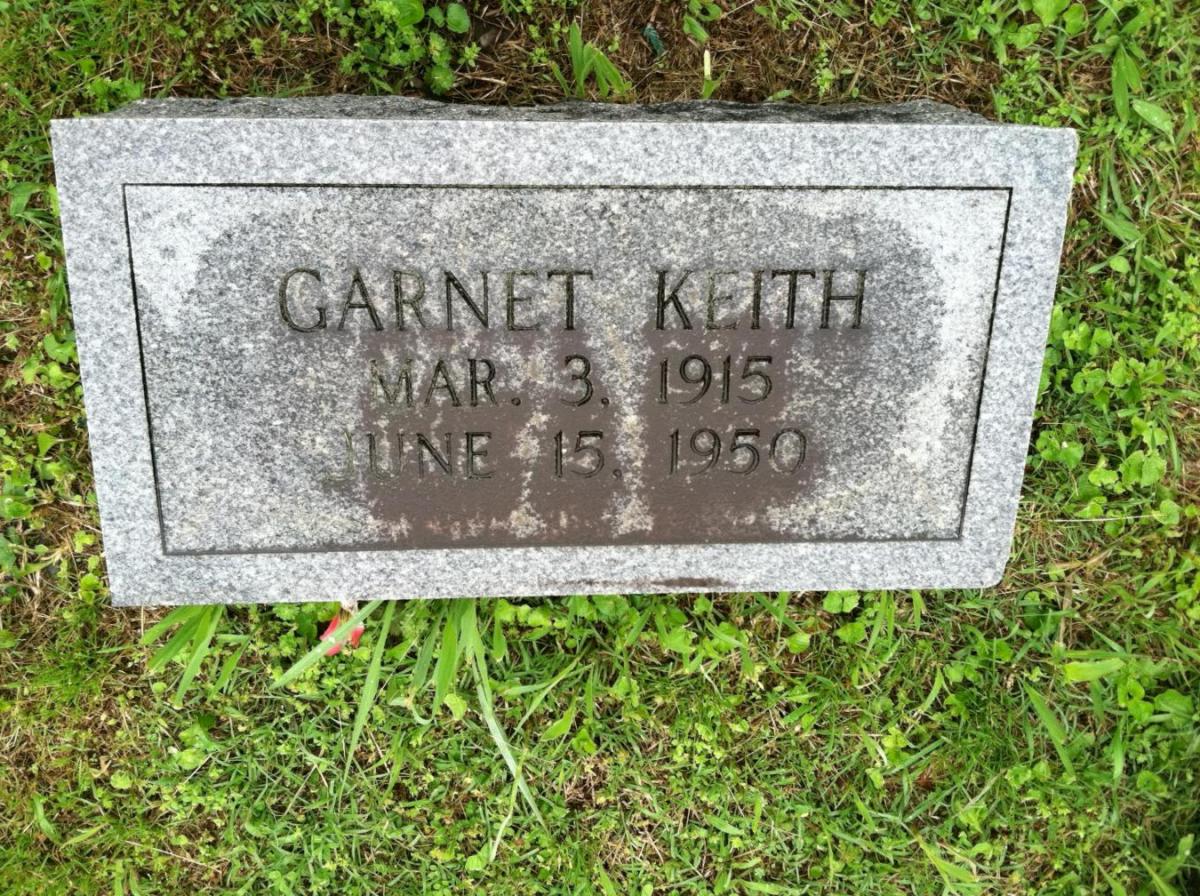 GARNET KEITH
MAR. 3, 1915
JUNE 15, 1950